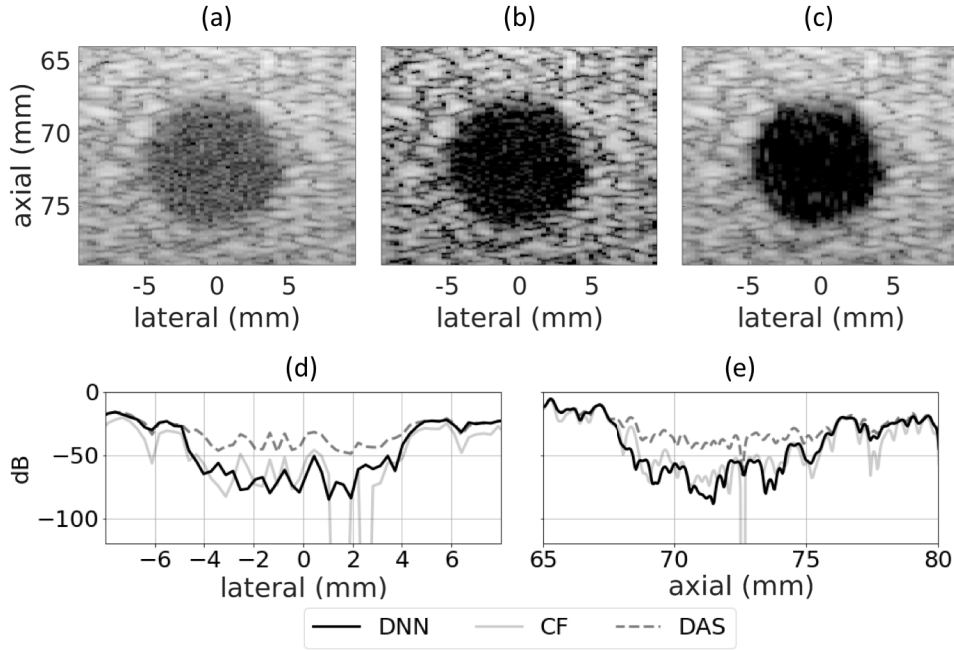 (a) (b) (c)
65
70
75
axial (mm)
-5 0 5 -5 0 5 -5 0 5
lateral (mm) lateral (mm) lateral (mm)
(d) (e)
0
−50
−100
dB
−6 −4 −2 0 2 4 6 65 70 75 80
lateral (mm) axial (mm)
DNN CF DAS